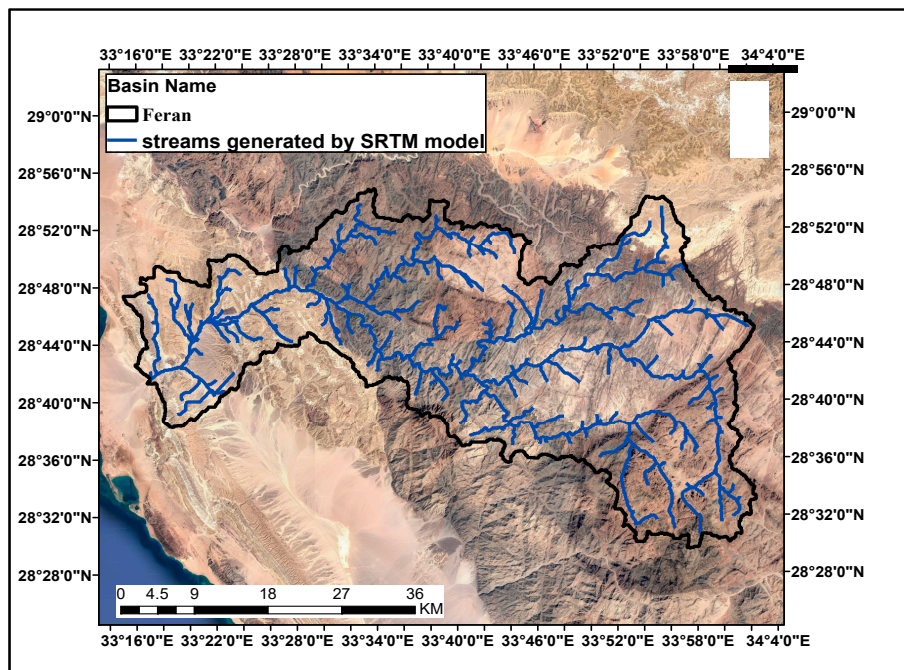 33°16'0"E 33°22'0"E 33°28'0"E 33°34'0"E 33°40'0"E 33°46'0"E 33°52'0"E 33°58'0"E 34°4'0"E
Basin Name
Feran
streams generated by SRTM model
29°0'0"N 29°0'0"N
28°56'0"N 28°56'0"N
28°52'0"N 28°52'0"N
28°48'0"N 28°48'0"N
28°44'0"N 28°44'0"N
28°40'0"N 28°40'0"N
28°36'0"N 28°36'0"N
28°32'0"N 28°32'0"N
28°28'0"N 28°28'0"N
0 4.5 9 18 27 36
KM
33°16'0"E 33°22'0"E 33°28'0"E 33°34'0"E 33°40'0"E 33°46'0"E 33°52'0"E 33°58'0"E 34°4'0"E